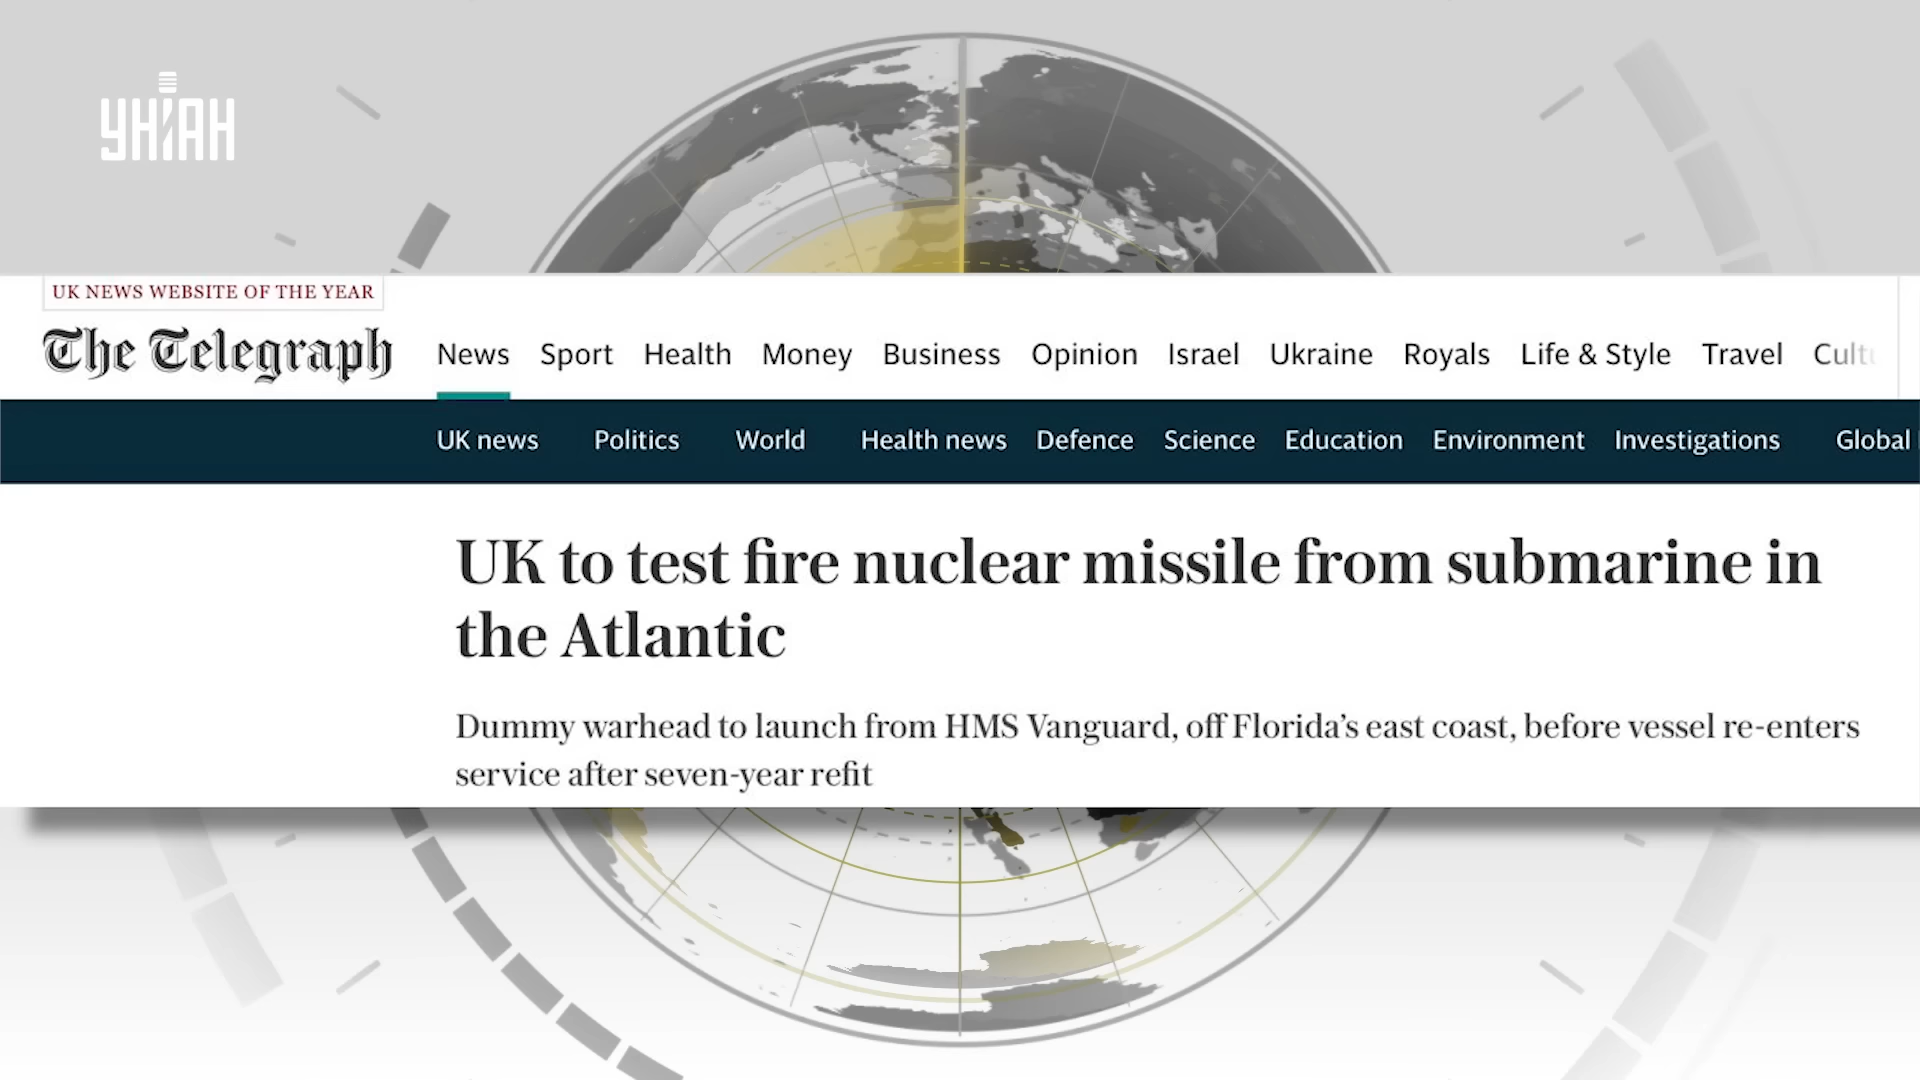 УНІАН
UK NEWS WEBSITE OF THE YEAR
The Telegraph
News Sport Health Money Business Opinion Israel Ukraine Royals Life & Style Travel Cultu
UK news Politics World Health news Defence Science Education Environment Investigations Global
UK to test fire nuclear missile from submarine in
the Atlantic
Dummy warhead to launch from HMS Vanguard, off Florida’s east coast, before vessel re-enters
service after seven-year refit